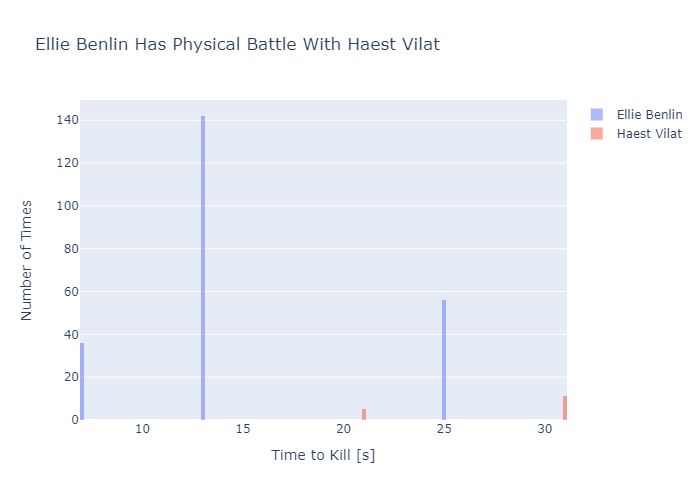 Ellie Benlin Has Physical Battle With Haest Vilat
Ellie Benlin
Haest Vilat
Number of Times
140
120
100
80
60
40
20
0
10
15
20
25
30
Time to Kill [s]